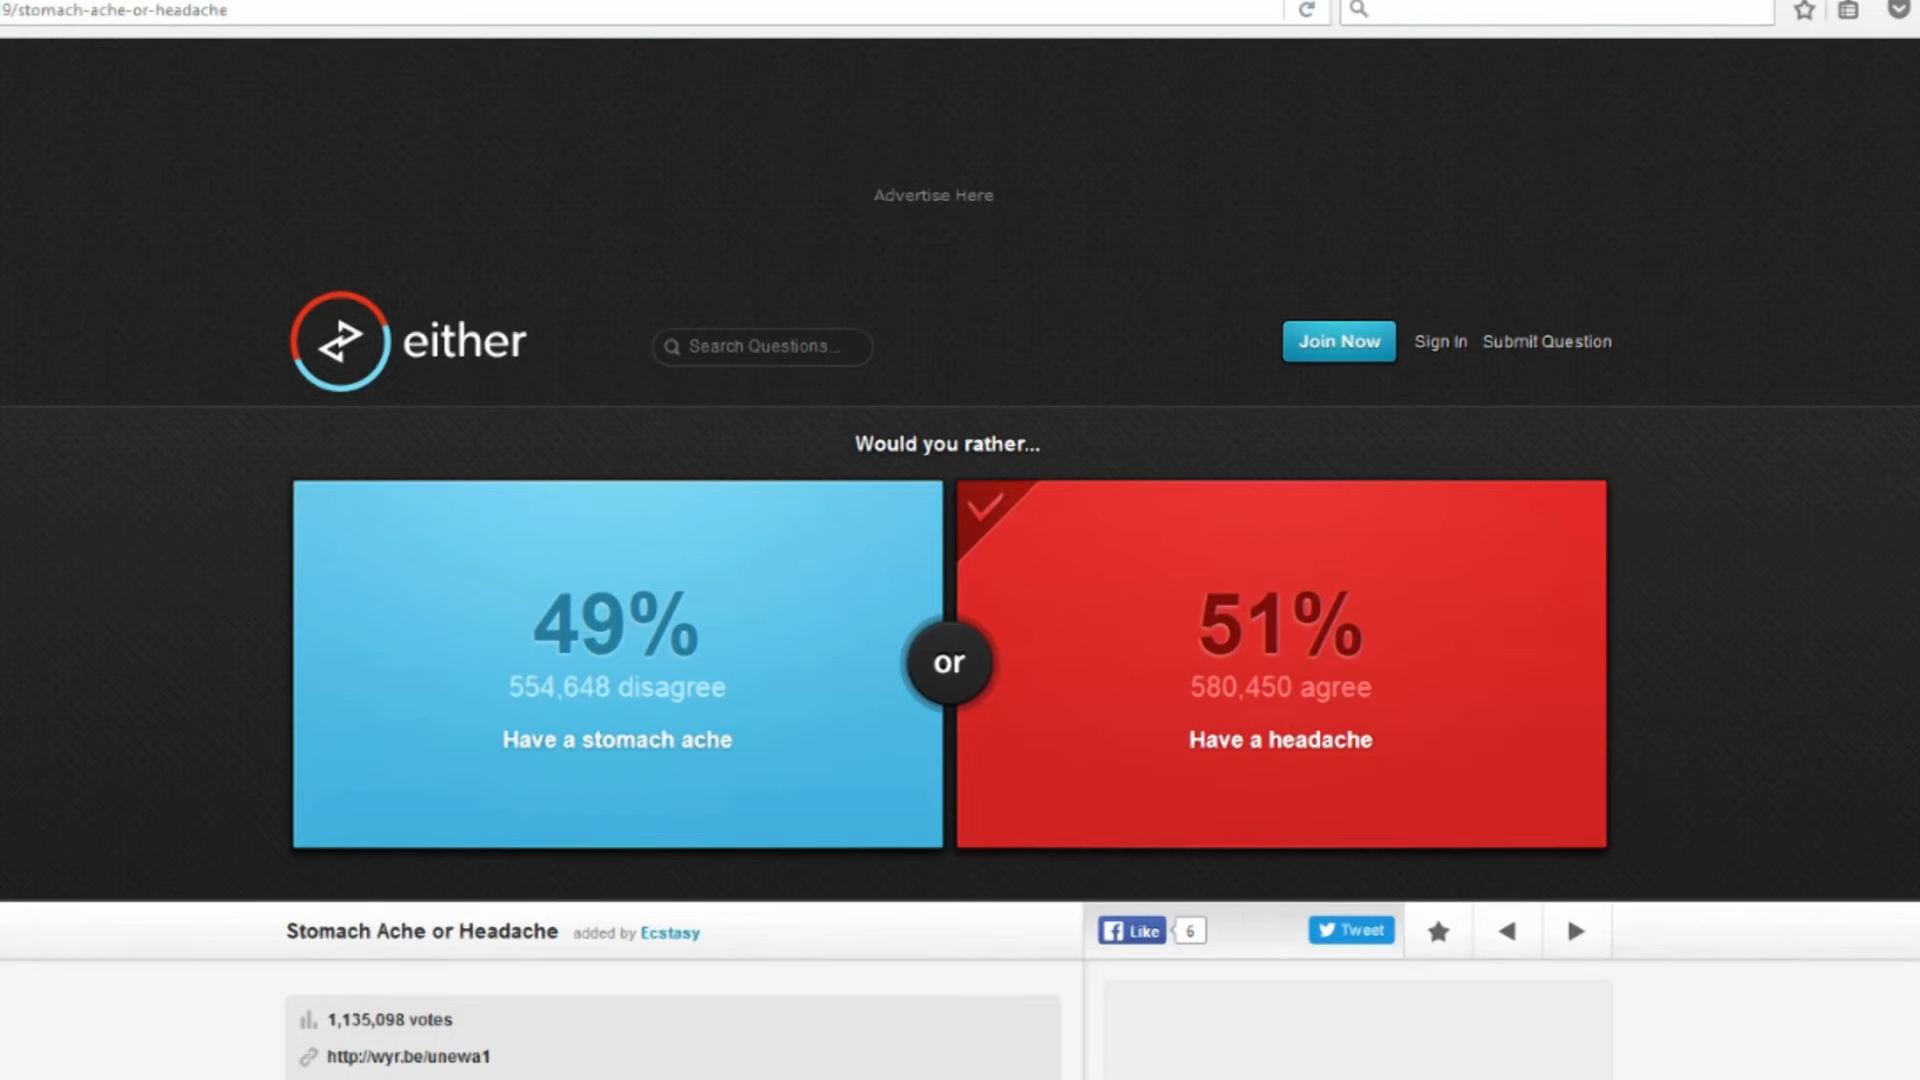 9/stomach-ache-or-headache
Advertise Here
either
Search Questions...
Join Now
Sign In
Submit Question
Would you rather...
49%
554,648 disagree
Have a stomach ache
or
51%
580,450 agree
Have a headache
Stomach Ache or Headache added by Ecstasy
Like
6
Tweet
1,135,098 votes
http://wyr.be/unewa1